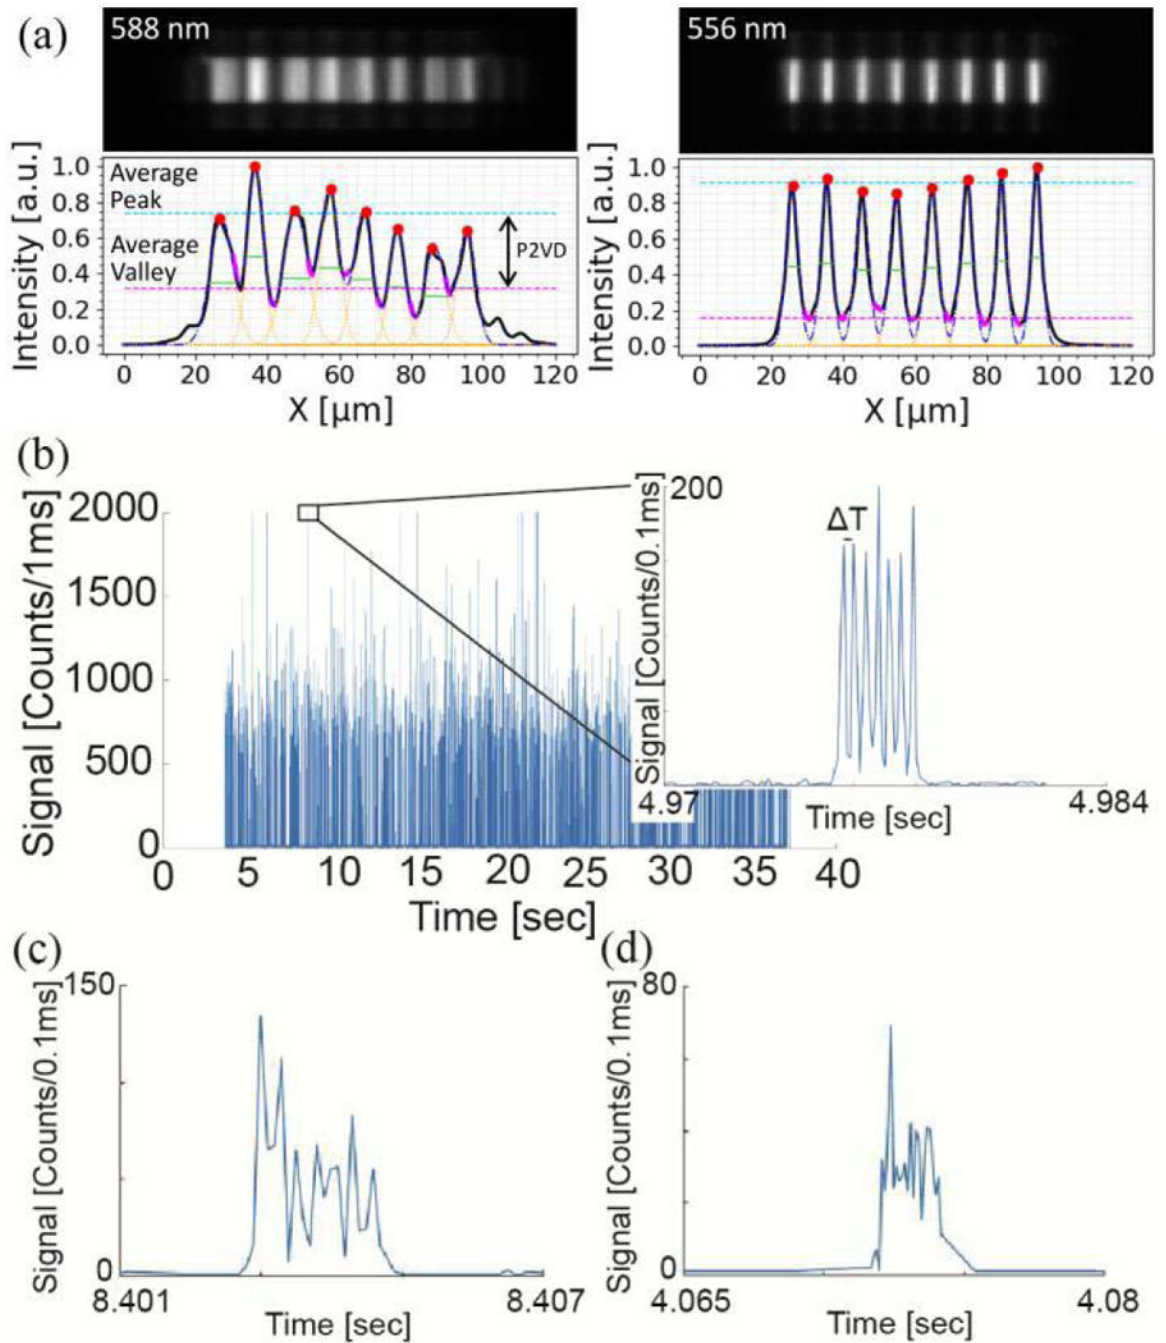 (a)
588 nm
556 nm
Intensity [a.u.]
1.0
0.8
0.6
0.4
0.2
0.0
Average
Peak
Average
Valley
P2VD
0 20 40 60 80 100 120
X [µm]
Intensity [a.u.]
1.0
0.8
0.6
0.4
0.2
0.0
0 20 40 60 80 100 120
X [µm]
(b)
Signal [Counts/1ms]
2000
1500
1000
500
0
0 5 10 15 20 25 30 35 40
Time [sec]
Signal [Counts/0.1ms]
200
ΔT
4.97
4.984
Time [sec]
(c)
Signal [Counts/0.1ms]
150
0
8.401
8.407
Time [sec]
(d)
Signal [Counts/0.1ms]
80
0
4.065
4.08
Time [sec]